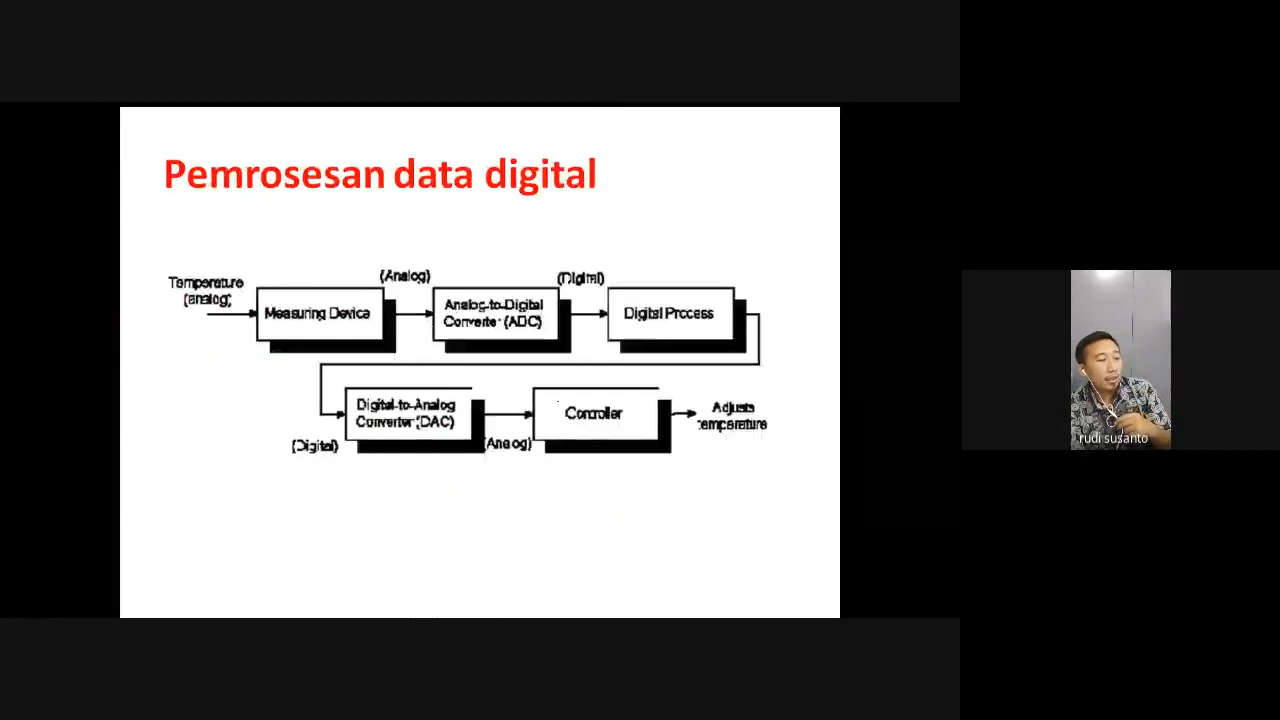 Pemrosesan data digital
Temperature
(analog)
Measuring Device
(Analog)
Analog-to-Digital
Converter (ADC)
(Digital)
Digital Process
Digital-to-Analog
Converter (DAC)
(Digital)
(Analog)
Controller
Adjusts
temperature
rudi susanto